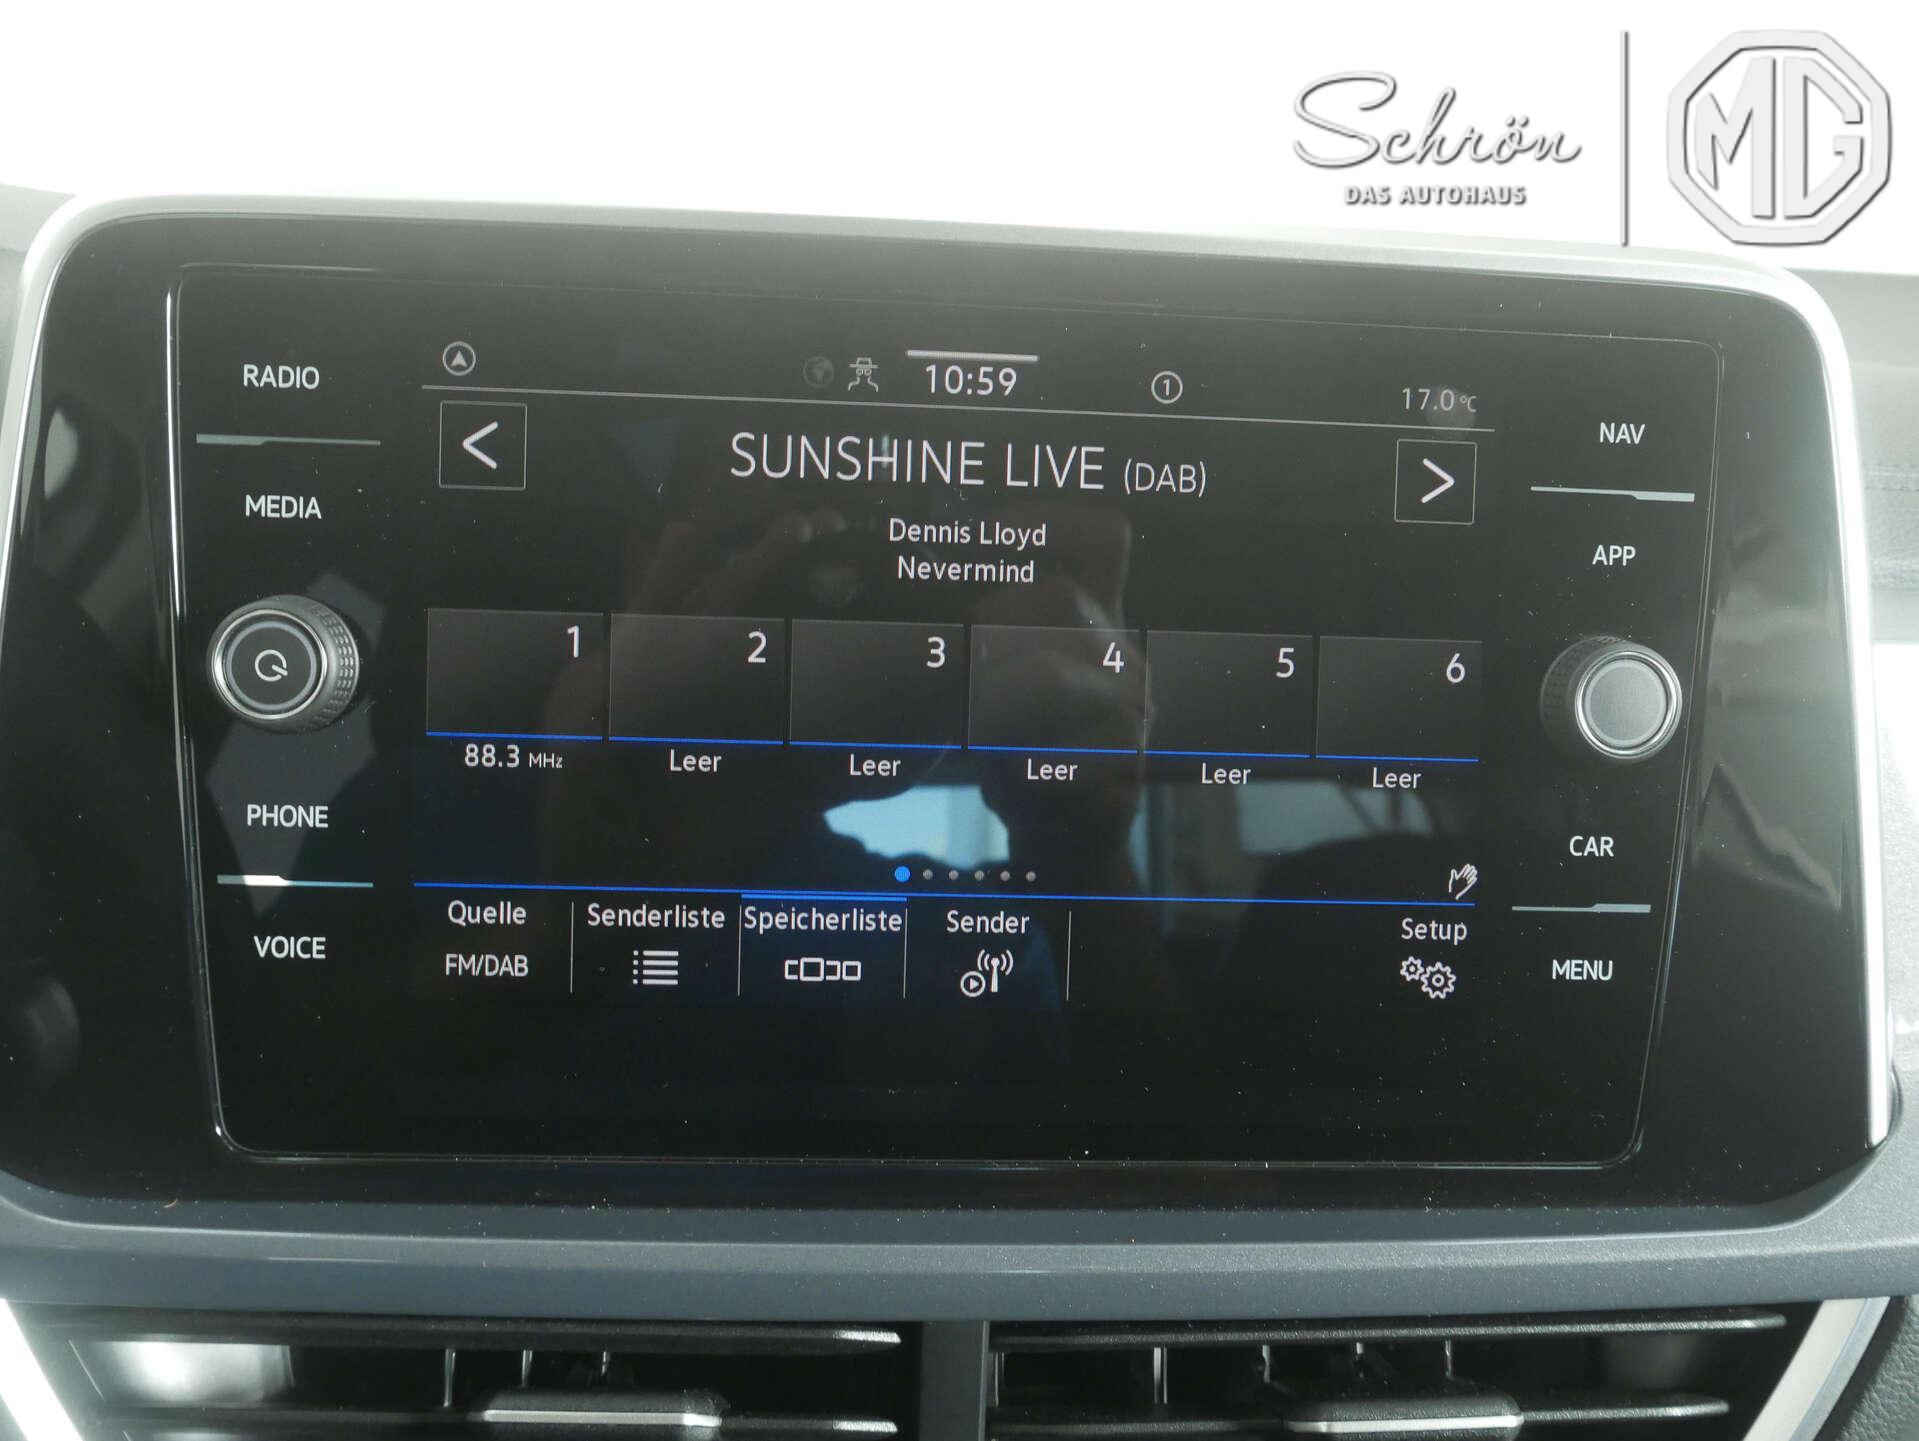 Schrön
DAS AUTOHAUS
MG
RADIO
MEDIA
PHONE
VOICE
10:59
1
17.0 °C
<
SUNSHINE LIVE (DAB)
>
Dennis Lloyd
Nevermind
1
2
3
4
5
6
88.3 MHz
Leer
Leer
Leer
Leer
Leer
Quelle
FM/DAB
Senderliste
Speicherliste
Sender
Setup
NAV
APP
CAR
MENU